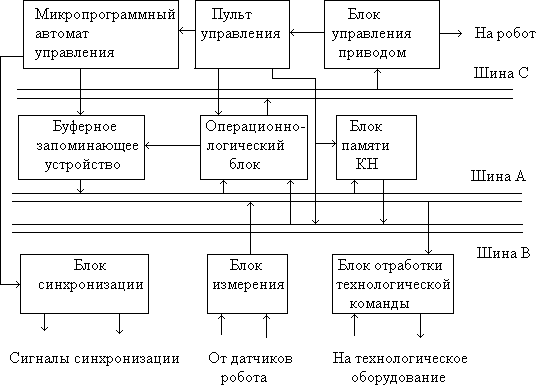 Микропрограммный
автомат
управления
Пульт
управления
Блок
управления
приводом
На робот
Шина С
Буферное
запоминающее
устройство
Операционно-
логический
блок
Блок
памяти
КН
Шина А
Шина В
Блок
синхронизации
Блок
измерения
Блок отработки
технологической
команды
Сигналы синхронизации
От датчиков
робота
На технологическое
оборудование